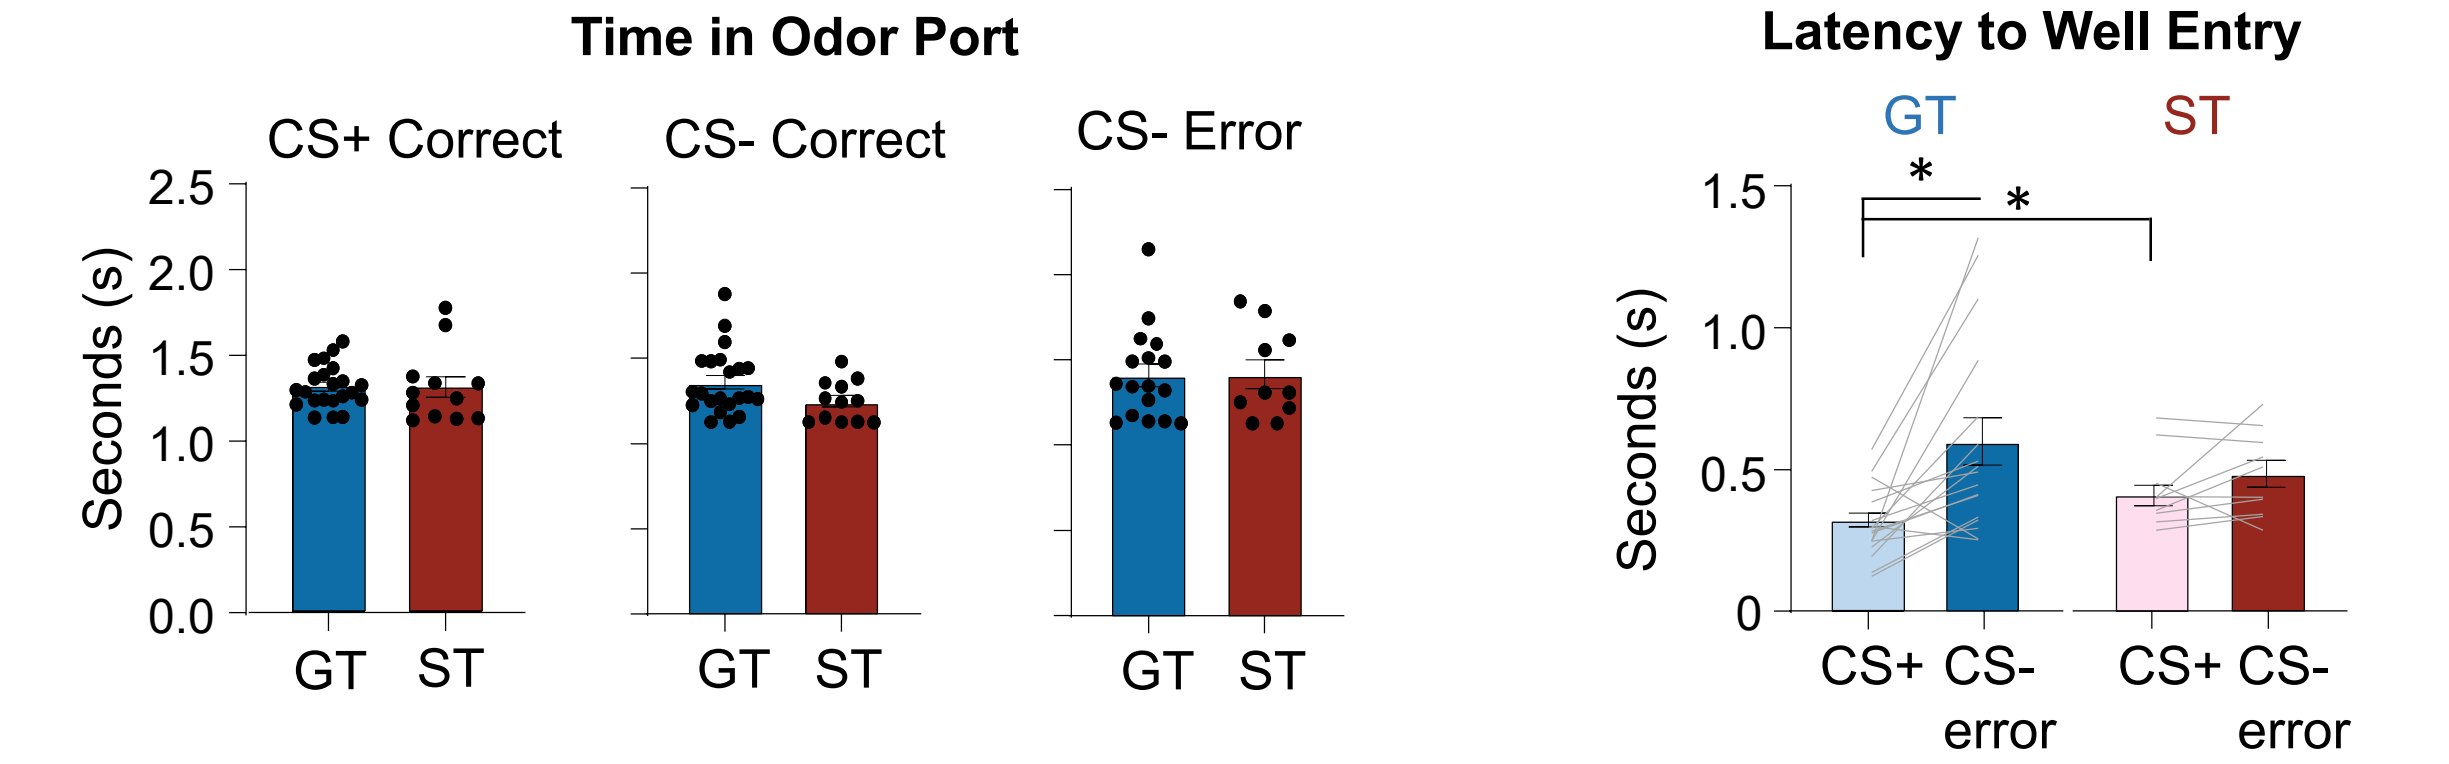 Time in Odor Port
Latency to Well Entry
CS+ Correct
CS- Correct
CS- Error
GT
ST
*
*
Seconds (s)
2.5
2.0
1.5
1.0
0.5
0.0
GT ST
GT ST
GT ST
Seconds (s)
1.5
1.0
0.5
0
CS+ CS-
error
CS+ CS-
error